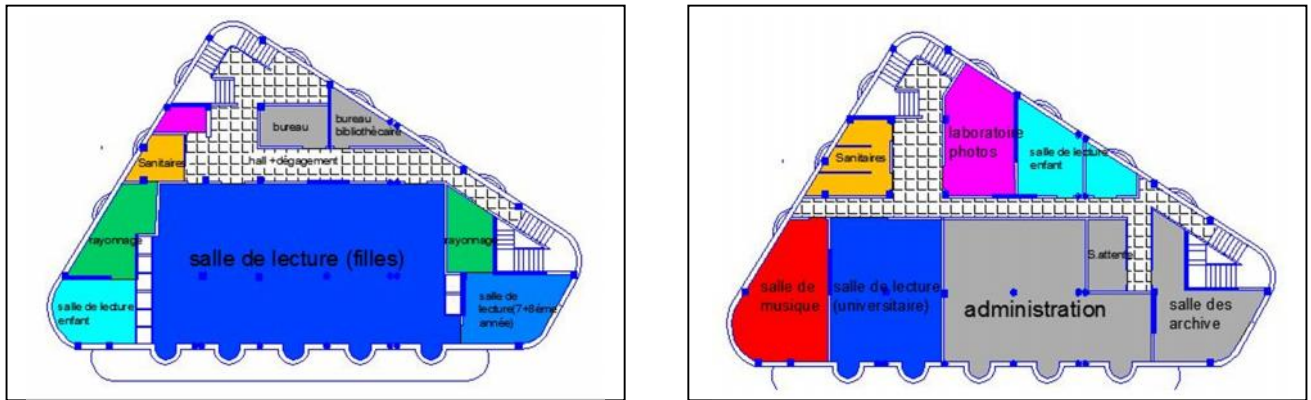 bureau
bureau
bibliothècaire
Sanitaires
hall +dégagement
rayonnage
rayonnage
salle de lecture (filles)
salle de lecture
enfant
salle de
lecture(7+8ème
année)
laboratoire
photos
salle de lecture
enfant
Sanitaires
S.attente
salle de
musique
salle de lecture
(universitaire)
administration
salle des
archive